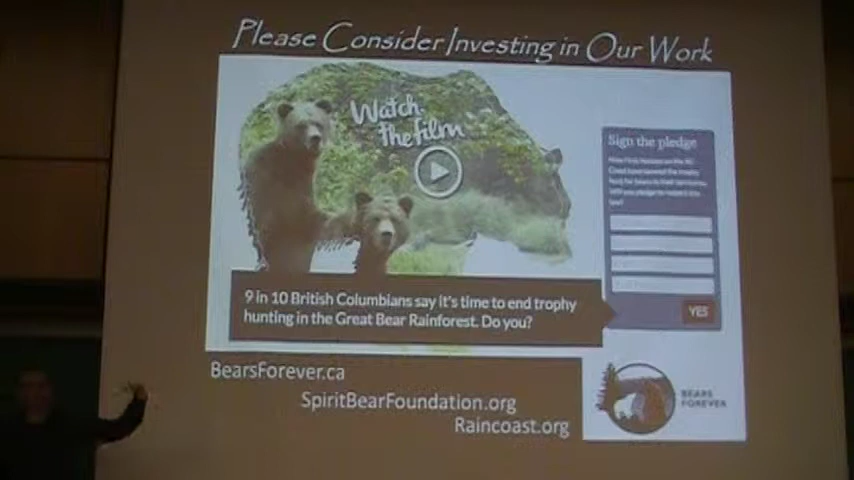 Please Consider Investing in Our Work
Watch
the film
Sign the pledge
9 in 10 British Columbians say it's time to end trophy
hunting in the Great Bear Rainforest. Do you?
YES
BearsForever.ca
SpiritBearFoundation.org
Raincoast.org
BEARS
FOREVER